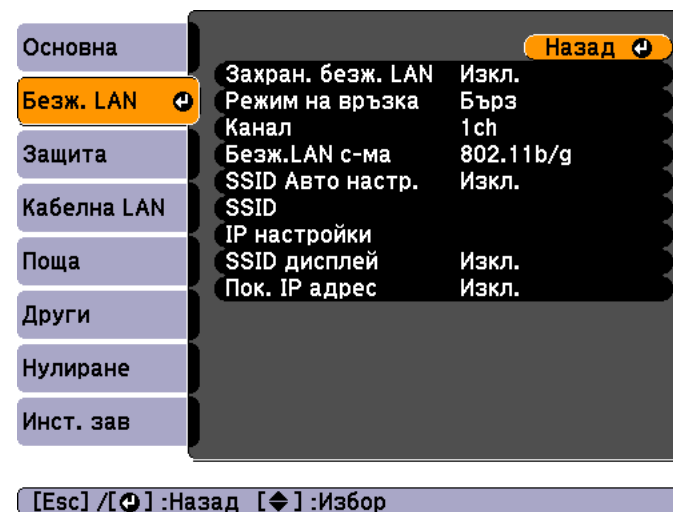 Основна
Безж. LAN
Защита
Кабелна LAN
Поща
Други
Нулиране
Инст. зав
Назад
Захран. безж. LAN Изкл.
Режим на връзка Бърз
Канал 1ch
Безж.LAN с-ма 802.11b/g
SSID Авто настр. Изкл.
SSID
IP настройки
SSID дисплей Изкл.
Пок. IP адрес Изкл.
[Esc] /[⏎] :Назад [◆] :Избор